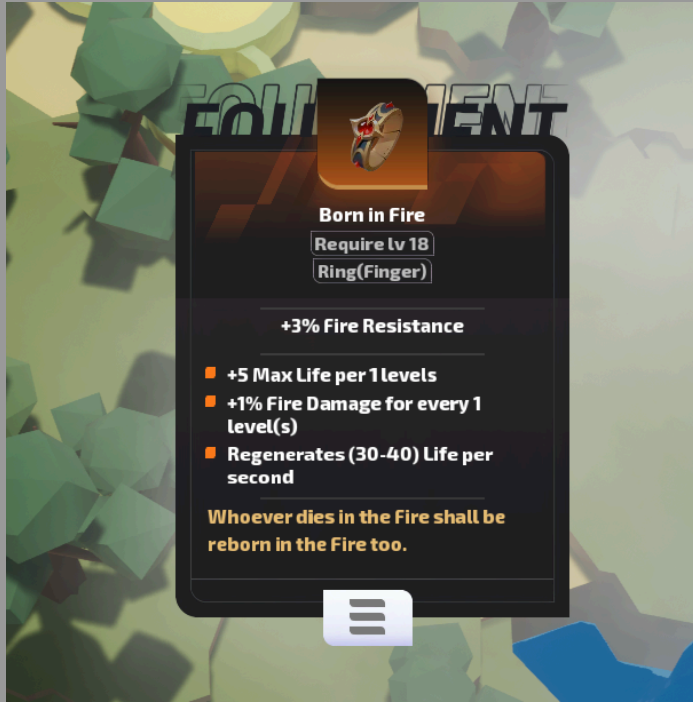 EQUIPMENT
Born in Fire
Require lv 18
Ring(Finger)
+3% Fire Resistance
+5 Max Life per 1 levels
+1% Fire Damage for every 1
level(s)
Regenerates (30-40) Life per
second
Whoever dies in the Fire shall be
reborn in the Fire too.